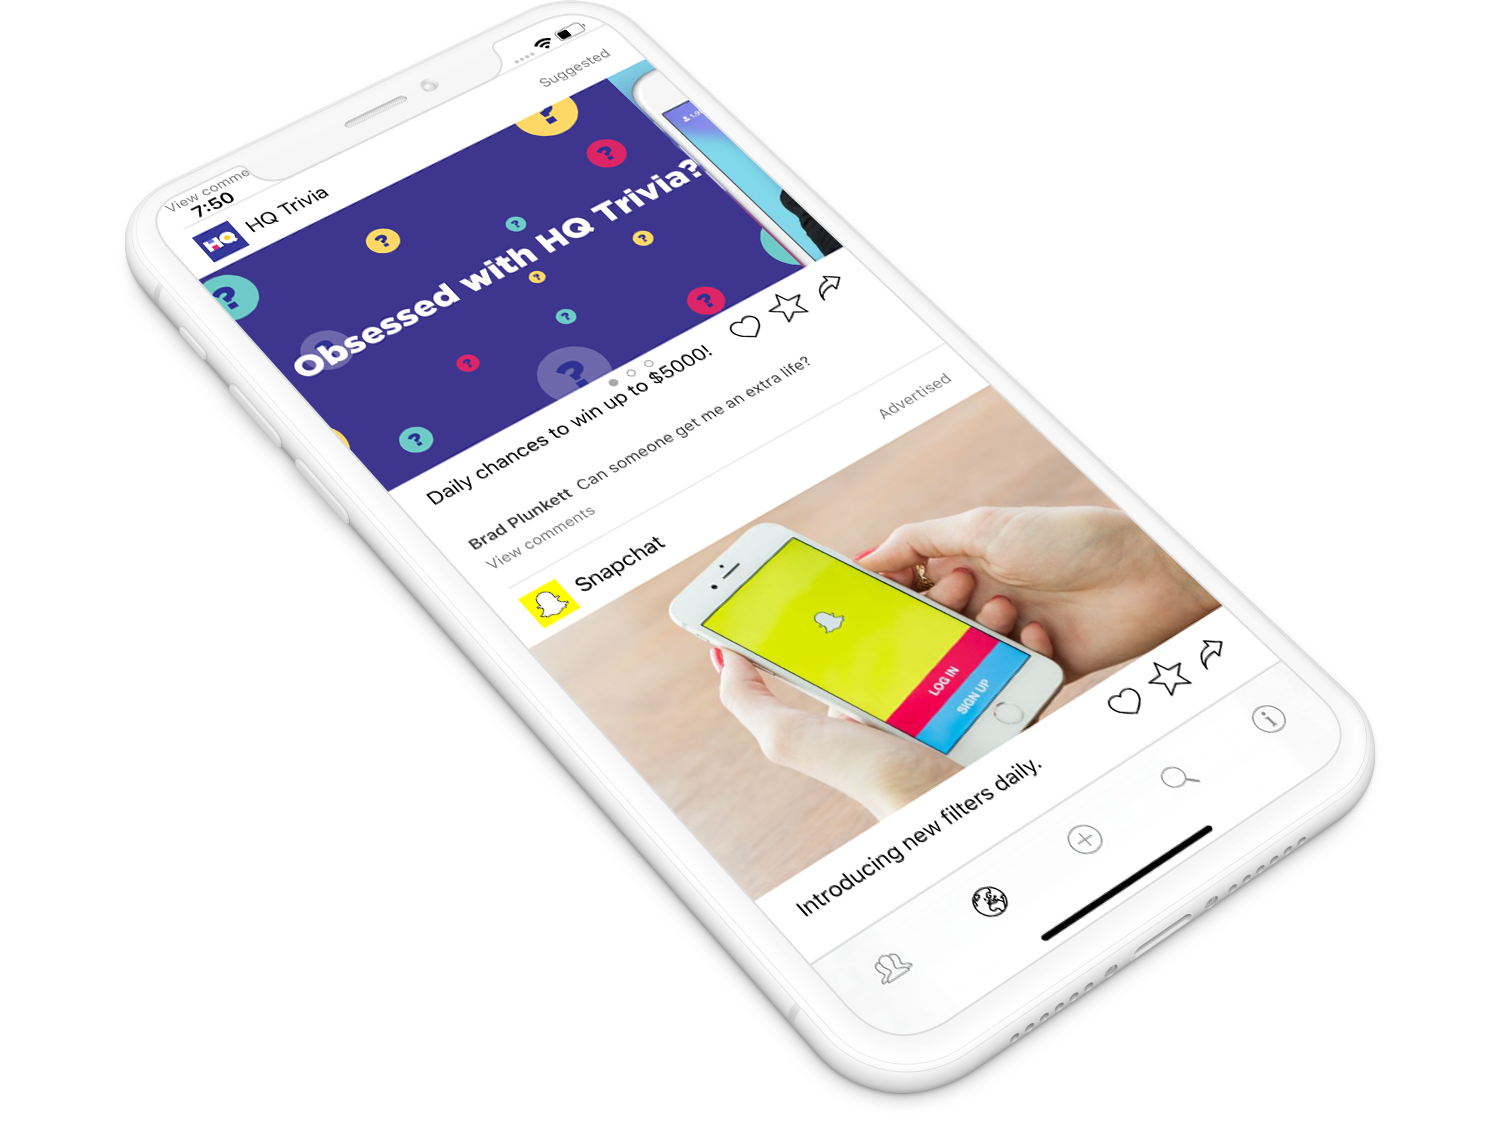 View comme
7:50
Suggested
HQ
HQ Trivia
Obsessed with HQ Trivia?
Daily chances to win up to $5000!
Brad Plunkett Can someone get me an extra life?
View comments
Advertised
Snapchat
LOG IN
SIGN UP
Introducing new filters daily.